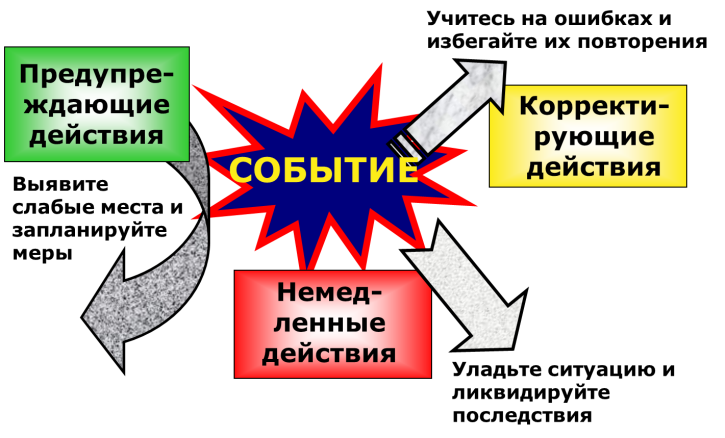 Учитесь на ошибках и
избегайте их повторения
Предупре-
ждающие
действия
Корректи-
рующие
действия
СОБЫТИЕ
Выявите
слабые места и
запланируйте
меры
Немед-
ленные
действия
Уладьте ситуацию и
ликвидируйте
последствия